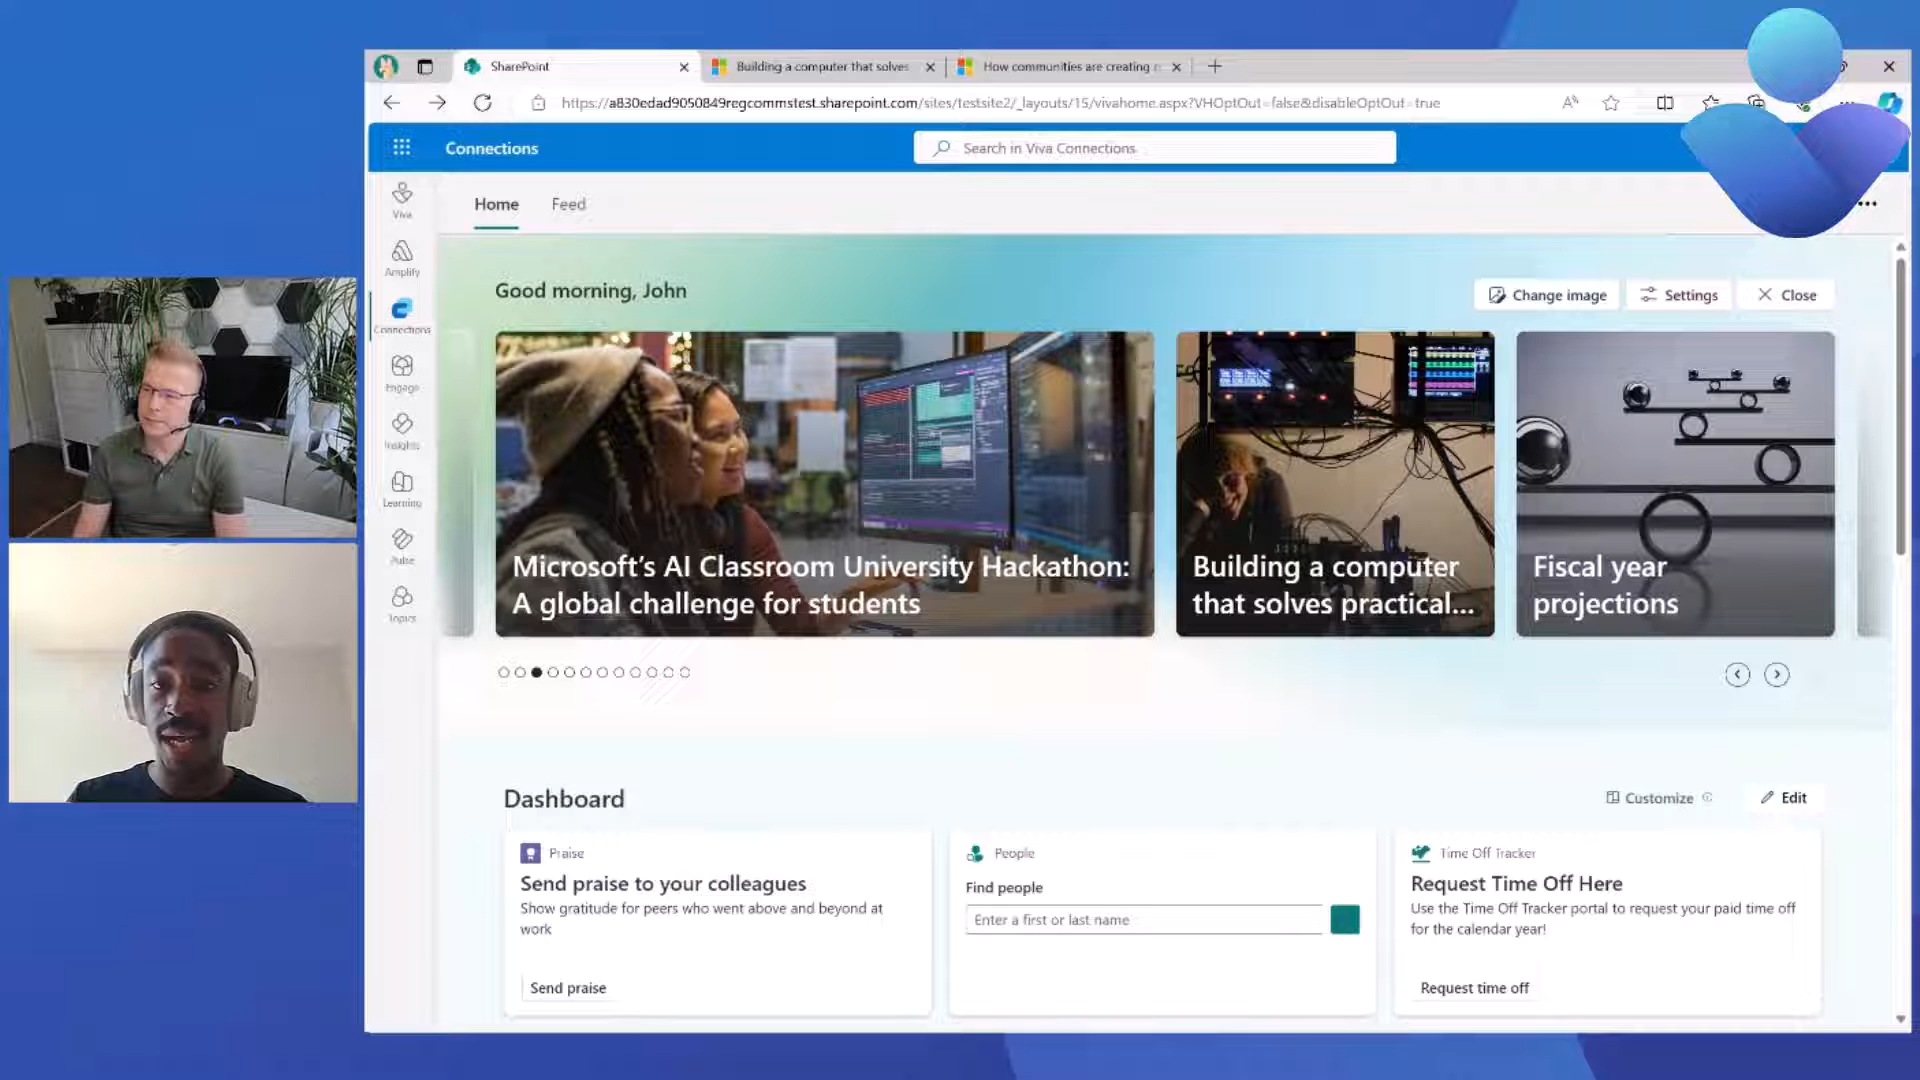 SharePoint
Building a computer that solves
How communities are creating
https://a830edad9050849regcommstest.sharepoint.com/sites/testsite2/_layouts/15/vivahome.aspx?VHOptOut=false&disableOptOut=true
Connections
Search in Viva Connections
Viva
Amplify
Connections
Engage
Insights
Learning
Pulse
Topics
Home
Feed
Good morning, John
Change image
Settings
Close
Microsoft's AI Classroom University Hackathon:
A global challenge for students
Building a computer
that solves practical...
Fiscal year
projections
Dashboard
Customize
Edit
Praise
Send praise to your colleagues
Show gratitude for peers who went above and beyond at
work
Send praise
People
Find people
Enter a first or last name
Time Off Tracker
Request Time Off Here
Use the Time Off Tracker portal to request your paid time off
for the calendar year!
Request time off